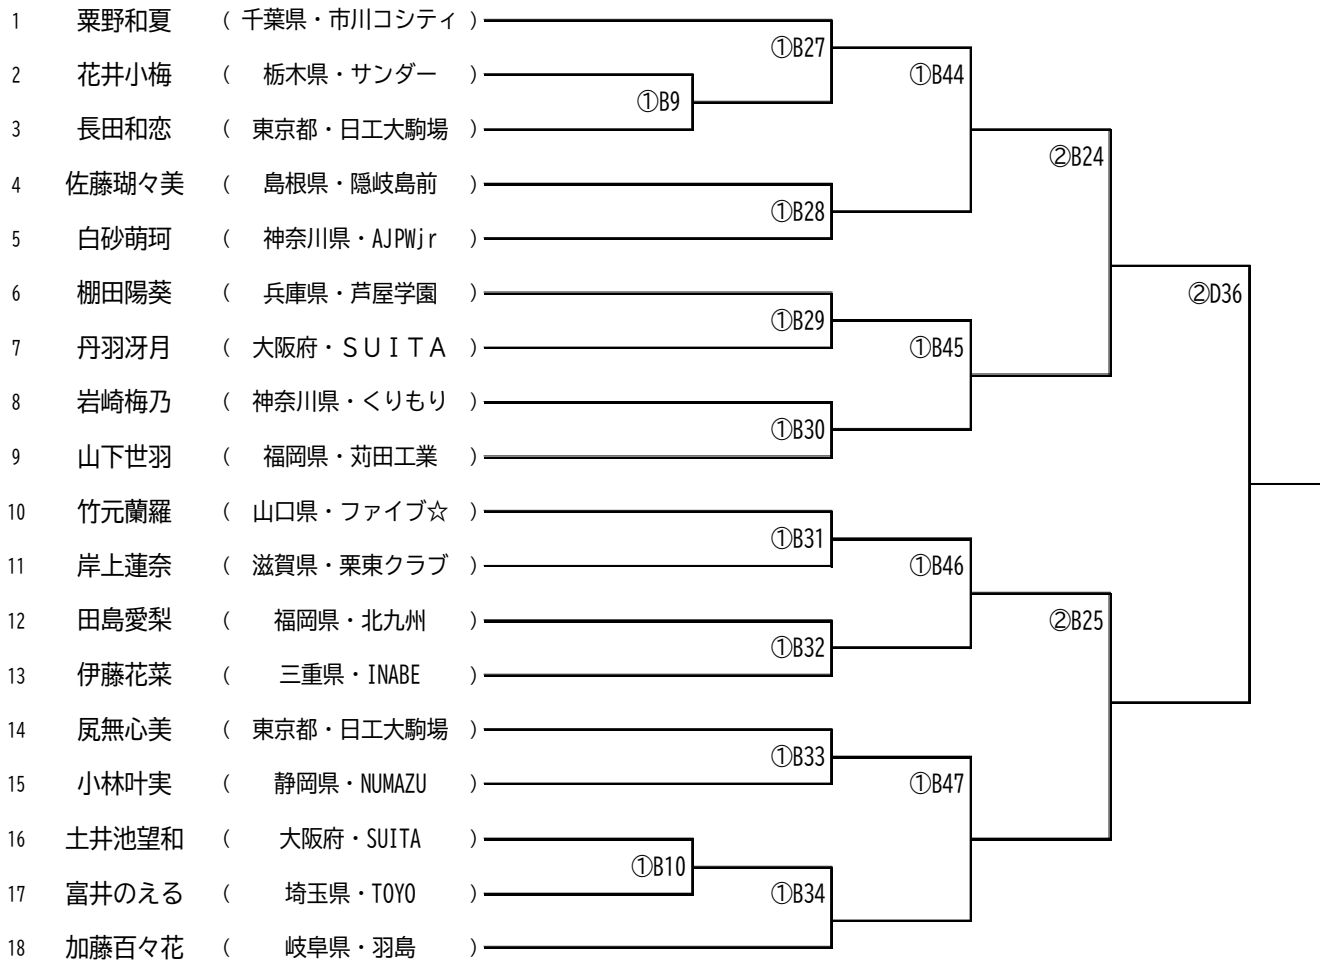 1 粟野和夏 ( 千葉県・市川コシティ )
①B27
2 花井小梅 ( 栃木県・サンダー )
①B44
①B9
3 長田和恋 ( 東京都・日工大駒場 )
②B24
4 佐藤瑚々美 ( 島根県・隠岐島前 )
①B28
5 白砂萌珂 ( 神奈川県・AJPWjr )
6 棚田陽葵 ( 兵庫県・芦屋学園 )
②D36
①B29
7 丹羽冴月 ( 大阪府・ＳＵＩＴＡ )
①B45
8 岩崎梅乃 ( 神奈川県・くりもり )
①B30
9 山下世羽 ( 福岡県・苅田工業 )
10 竹元蘭羅 ( 山口県・ファイブ☆ )
①B31
11 岸上蓮奈 ( 滋賀県・栗東クラブ )
①B46
12 田島愛梨 ( 福岡県・北九州 )
②B25
①B32
13 伊藤花菜 ( 三重県・INABE )
14 尻無心美 ( 東京都・日工大駒場 )
①B33
15 小林叶実 ( 静岡県・NUMAZU )
①B47
16 土井池望和 ( 大阪府・SUITA )
①B10
17 富井のえる ( 埼玉県・TOYO )
①B34
18 加藤百々花 ( 岐阜県・羽島 )